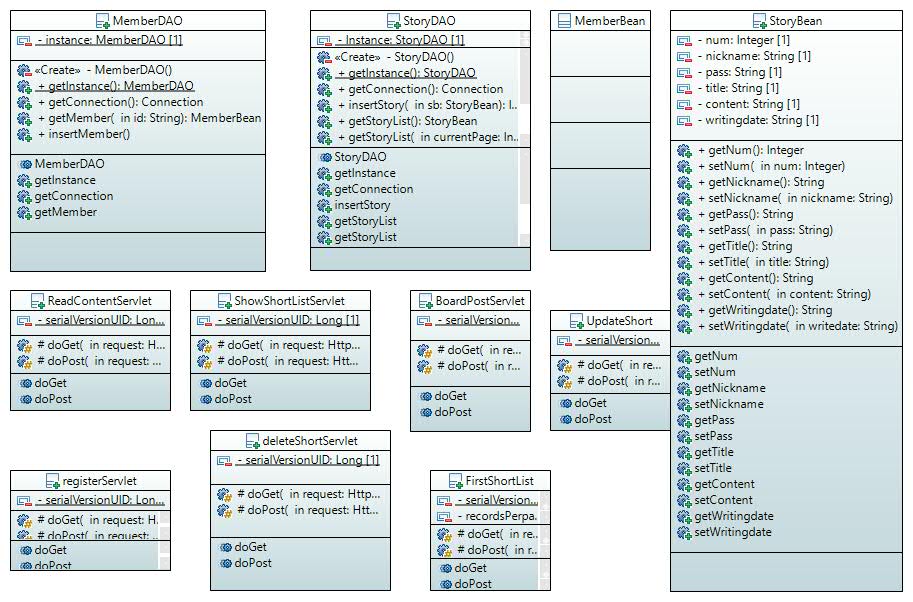 MemberDAO
- instance: MemberDAO [1]
«Create» - MemberDAO()
+ getInstance(): MemberDAO
+ getConnection(): Connection
+ getMember( in id: String): MemberBean
+ insertMember()
MemberDAO
getInstance
getConnection
getMember
StoryDAO
- Instance: StoryDAO [1]
«Create» - StoryDAO()
+ getInstance(): StoryDAO
+ getConnection(): Connection
+ insertStory( in sb: StoryBean): I...
+ getStoryList(): StoryBean
+ getStoryList( in currentPage: In...
StoryDAO
getInstance
getConnection
insertStory
getStoryList
getStoryList
MemberBean
StoryBean
- num: Integer [1]
- nickname: String [1]
- pass: String [1]
- title: String [1]
- content: String [1]
- writingdate: String [1]
+ getNum(): Integer
+ setNum( in num: Integer)
+ getNickname(): String
+ setNickname( in nickname: String)
+ getPass(): String
+ setPass( in pass: String)
+ getTitle(): String
+ setTitle( in title: String)
+ getContent(): String
+ setContent( in content: String)
+ getWritingdate(): String
+ setWritingdate( in writedate: String)
getNum
setNum
getNickname
setNickname
getPass
setPass
getTitle
setTitle
getContent
setContent
getWritingdate
setWritingdate
ReadContentServlet
- serialVersionUID: Lon...
# doGet( in request: H...
# doPost( in request: ...
doGet
doPost
ShowShortListServlet
- serialVersionUID: Long [1]
# doGet( in request: Http...
# doPost( in request: Htt...
doGet
doPost
BoardPostServlet
- serialVersion...
# doGet( in re...
# doPost( in r...
doGet
doPost
UpdateShort
- serialVersion...
# doGet( in re...
# doPost( in r...
doGet
doPost
registerServlet
- serialVersionUID: Lon...
# doGet( in request: H.
# doPost( in request: ..
doGet
doPost
deleteShortServlet
- serialVersionUID: Long [1]
# doGet( in request: Http...
# doPost( in request: Htt...
doGet
doPost
FirstShortList
- serialVersion...
- recordsPerpa.
# doGet( in re..
# doPost( in r..
doGet
doPost